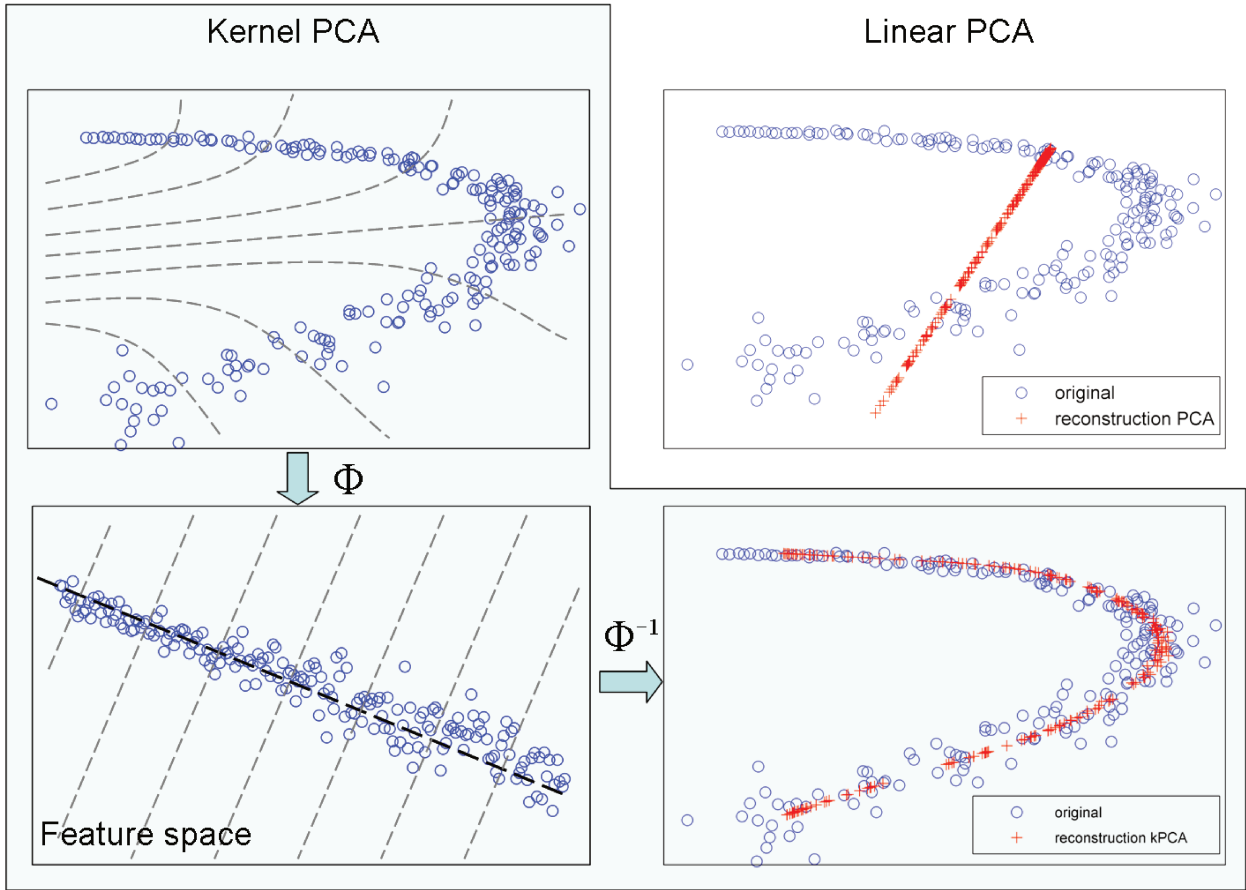 Kernel PCA
Linear PCA
original
reconstruction PCA
Φ
Feature space
Φ⁻¹
original
reconstruction kPCA